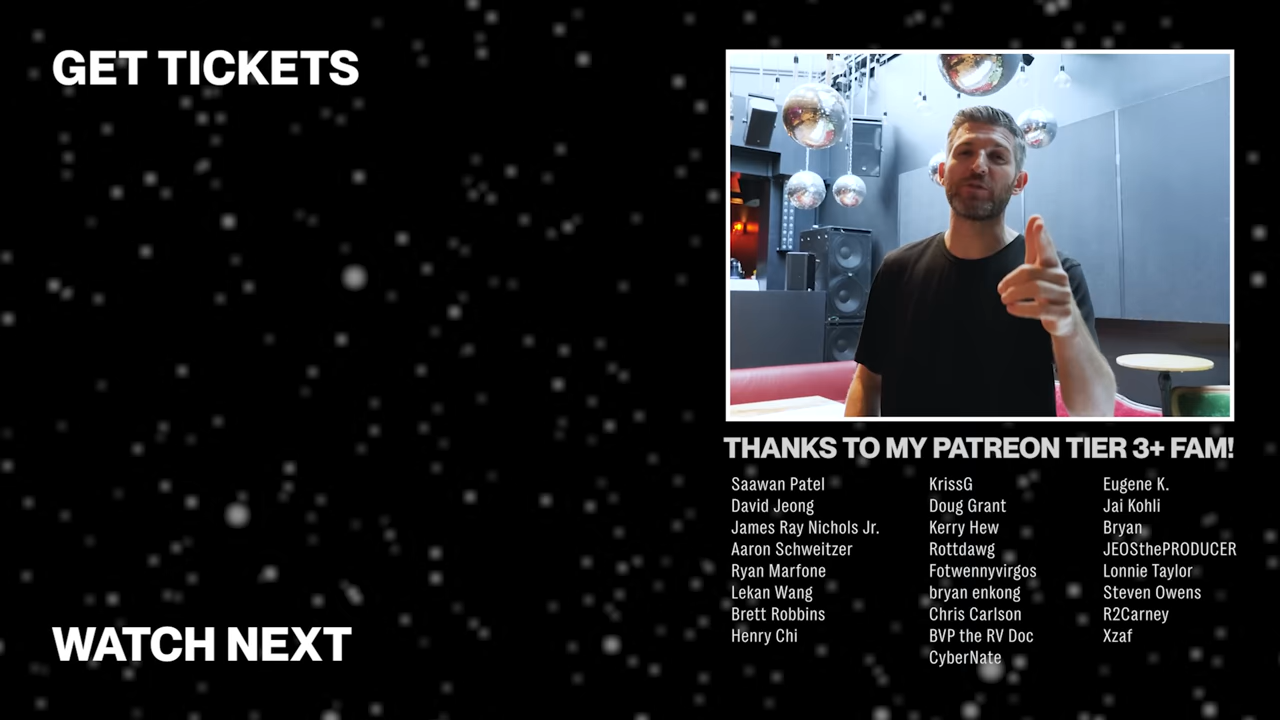 GET TICKETS
WATCH NEXT
THANKS TO MY PATREON TIER 3+ FAM!
Saawan Patel
David Jeong
James Ray Nichols Jr.
Aaron Schweitzer
Ryan Marfone
Lekan Wang
Brett Robbins
Henry Chi
KrissG
Doug Grant
Kerry Hew
Rottdawg
Fotwennyvirgos
bryan enkong
Chris Carlson
BVP the RV Doc
CyberNate
Eugene K.
Jai Kohli
Bryan
JEOSthePRODUCER
Lonnie Taylor
Steven Owens
R2Carney
Xzaf